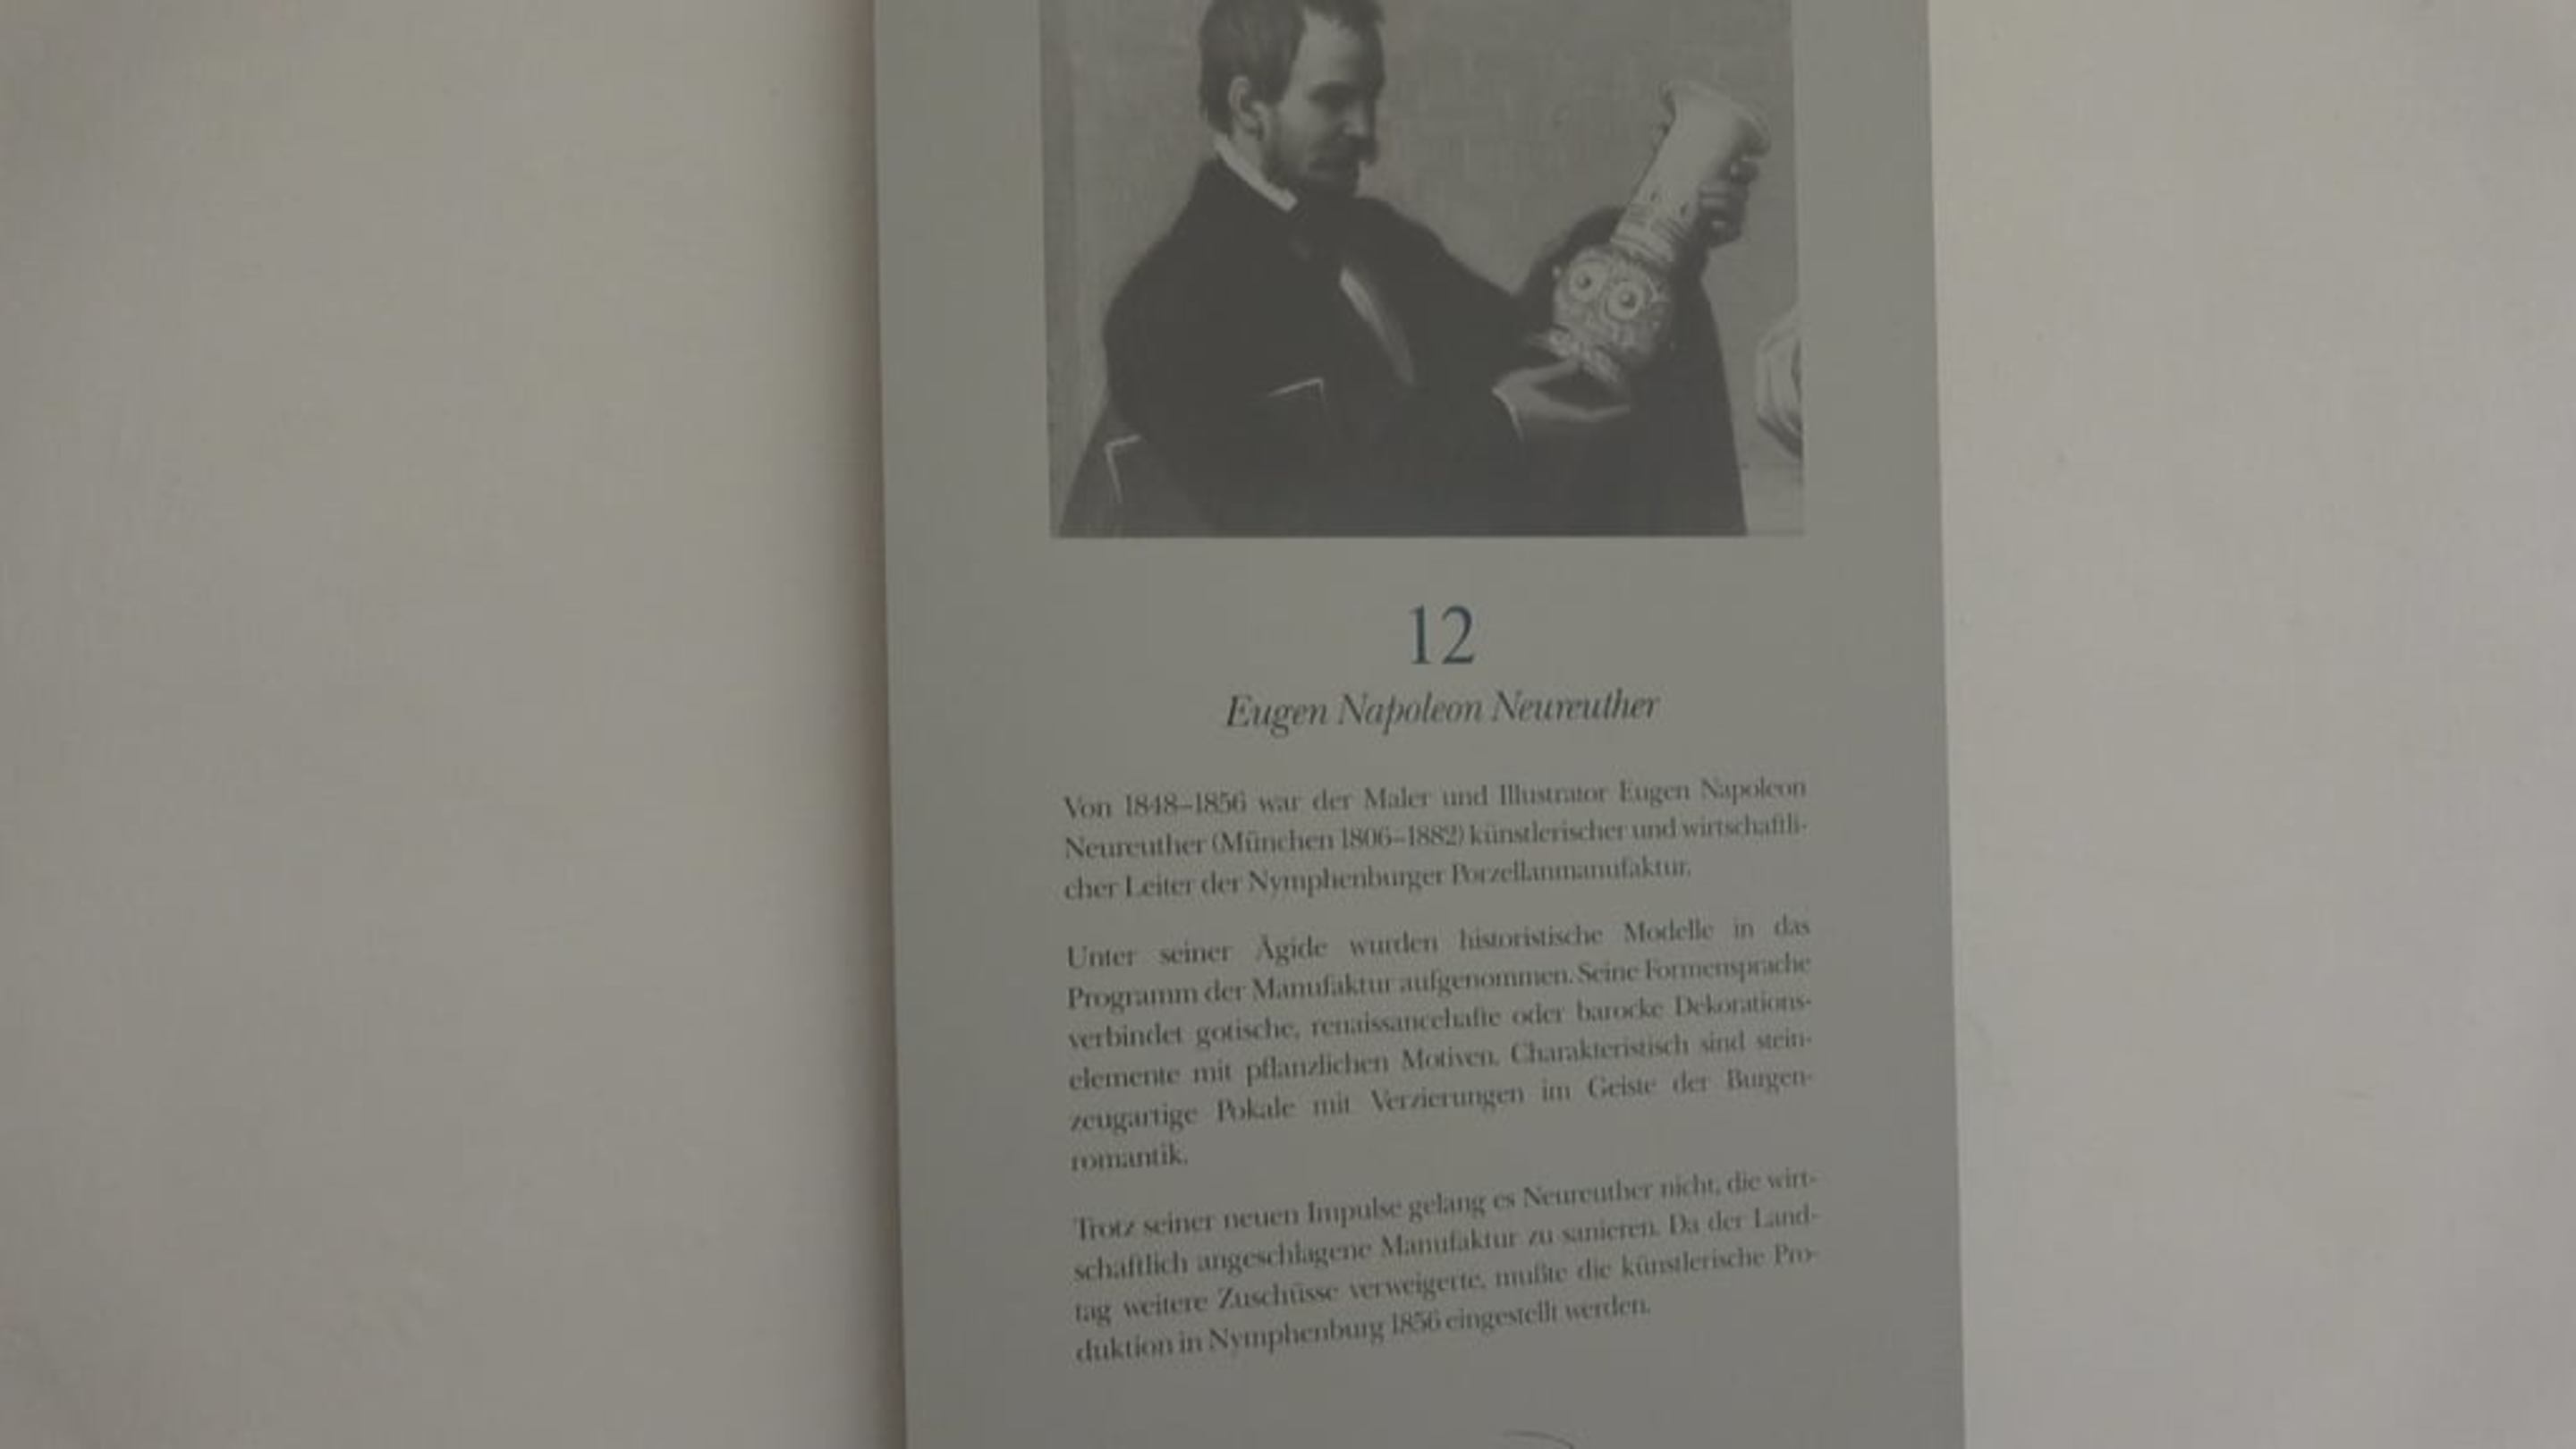 12
Eugen Napoleon Neureuther
Von 1848–1856 war der Maler und Illustrator Eugen Napoleon
Neureuther (München 1806–1882) künstlerischer und wirtschaftli-
cher Leiter der Nymphenburger Porzellanmanufaktur.
Unter seiner Ägide wurden historistische Modelle in das
Programm der Manufaktur aufgenommen. Seine Formensprache
verbindet gotische, renaissancehafte oder barocke Dekorations-
elemente mit pflanzlichen Motiven. Charakteristisch sind stein-
zeugartige Pokale mit Verzierungen im Geiste der Burgen-
romantik.
Trotz seiner neuen Impulse gelang es Neureuther nicht, die wirt-
schaftlich angeschlagene Manufaktur zu sanieren. Da der Land-
tag weitere Zuschüsse verweigerte, mußte die künstlerische Pro-
duktion in Nymphenburg 1856 eingestellt werden.